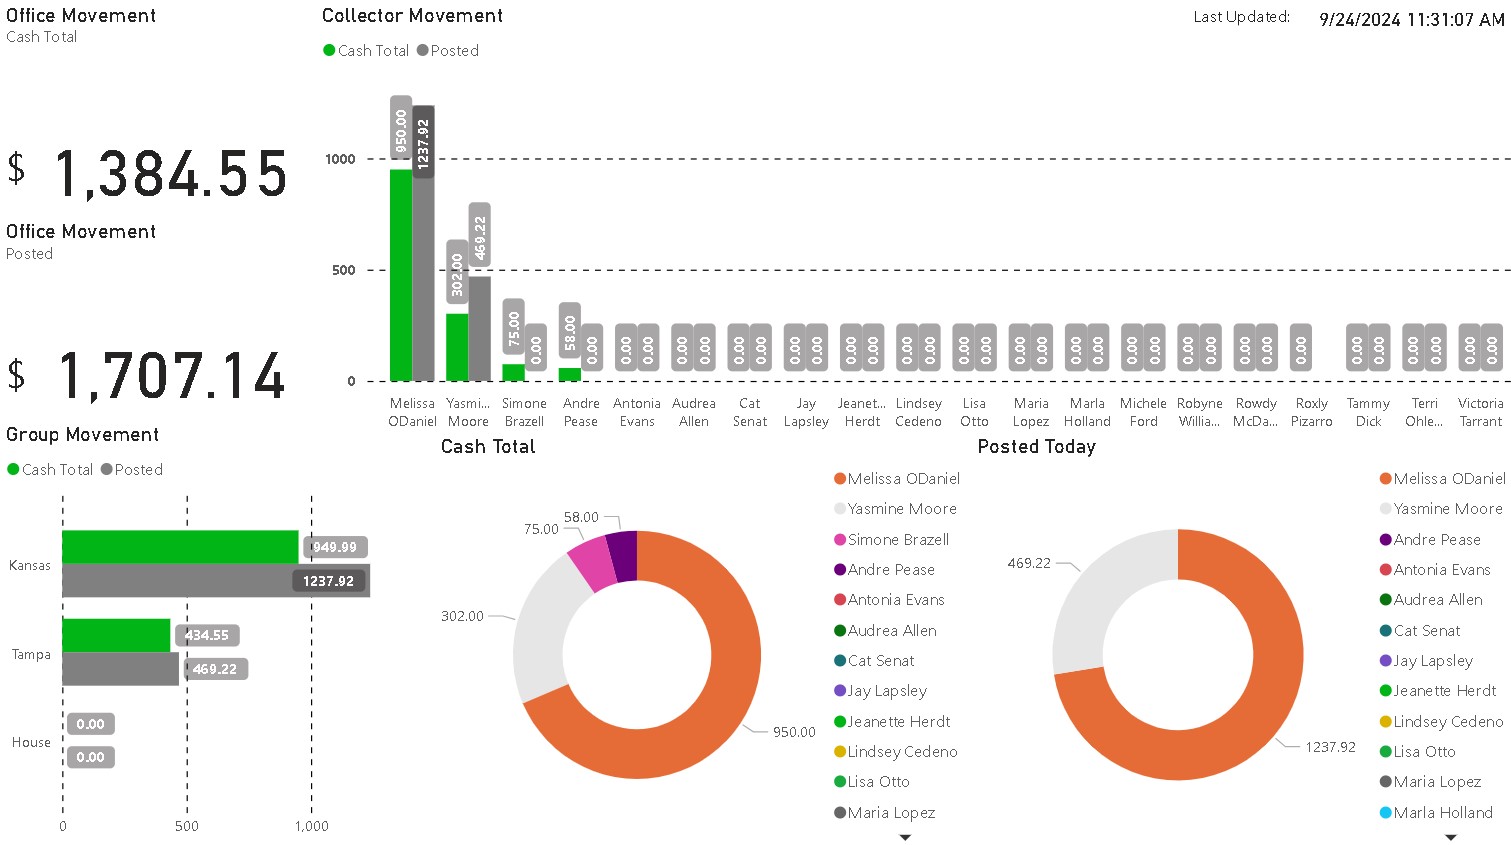 Office Movement
Cash Total
$ 1,384.55
Office Movement
Posted
$ 1,707.14
Collector Movement
Cash Total Posted
Last Updated: 9/24/2024 11:31:07 AM
1000
500
0
950.00 1237.92
302.00 469.22
75.00 0.00
58.00 0.00
0.00 0.00
0.00 0.00
0.00 0.00
0.00 0.00
0.00 0.00
0.00 0.00
0.00 0.00
0.00 0.00
0.00 0.00
0.00 0.00
0.00 0.00
0.00 0.00
0.00
0.00 0.00
0.00 0.00
0.00 0.00
Melissa ODaniel
Yasmi... Moore
Simone Brazell
Andre Pease
Antonia Evans
Audrea Allen
Cat Senat
Jay Lapsley
Jeanet... Herdt
Lindsey Cedeno
Lisa Otto
Maria Lopez
Marla Holland
Michele Ford
Robyne Willia...
Rowdy McDa...
Roxly Pizarro
Tammy Dick
Terri Ohle...
Victoria Tarrant
Group Movement
Cash Total Posted
Kansas
949.99
1237.92
Tampa
434.55
469.22
House
0.00
0.00
0 500 1,000
Cash Total
58.00
75.00
302.00
950.00
Melissa ODaniel
Yasmine Moore
Simone Brazell
Andre Pease
Antonia Evans
Audrea Allen
Cat Senat
Jay Lapsley
Jeanette Herdt
Lindsey Cedeno
Lisa Otto
Maria Lopez
Posted Today
469.22
1237.92
Melissa ODaniel
Yasmine Moore
Andre Pease
Antonia Evans
Audrea Allen
Cat Senat
Jay Lapsley
Jeanette Herdt
Lindsey Cedeno
Lisa Otto
Maria Lopez
Marla Holland